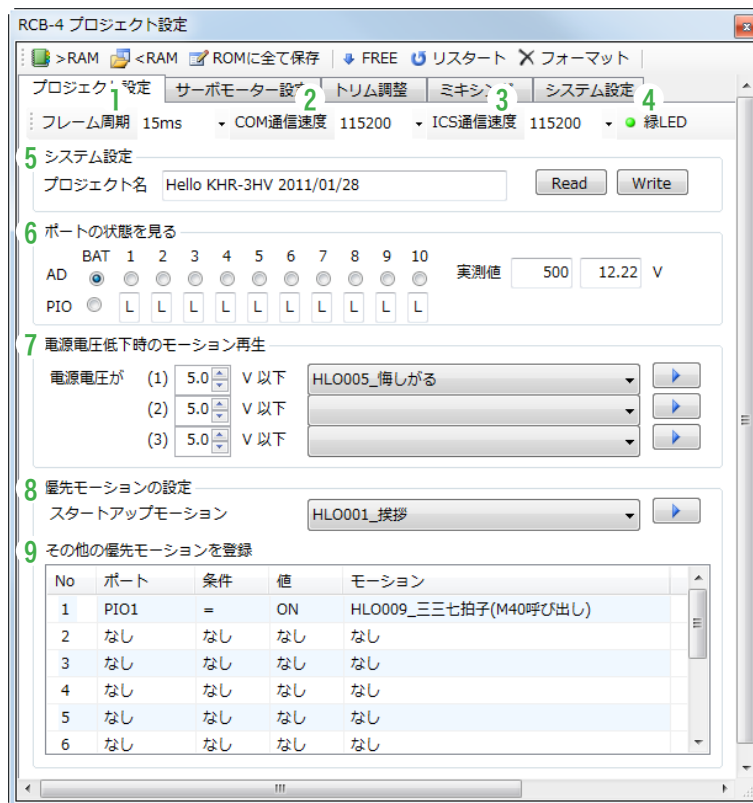 RCB-4 プロジェクト設定
>RAM <RAM ROMに全て保存 FREE リスタート フォーマット
プロジェクト設定 サーボモーター設定 トリム調整 ミキシング システム設定
1 2 3 4
フレーム周期 15ms COM通信速度 115200 ICS通信速度 115200 緑LED
5 システム設定
プロジェクト名 Hello KHR-3HV 2011/01/28 Read Write
6 ポートの状態を見る
BAT 1 2 3 4 5 6 7 8 9 10
AD 実測値 500 12.22 V
PIO L L L L L L L L L L
7 電源電圧低下時のモーション再生
電源電圧が (1) 5.0 V 以下 HLO005_悔しがる
(2) 5.0 V 以下
(3) 5.0 V 以下
8 優先モーションの設定
スタートアップモーション HLO001_挨拶
9 その他の優先モーションを登録
No ポート 条件 値 モーション
1 PIO1 = ON HLO009_三三七拍子(M40呼び出し)
2 なし なし なし なし
3 なし なし なし なし
4 なし なし なし なし
5 なし なし なし なし
6 なし なし なし なし